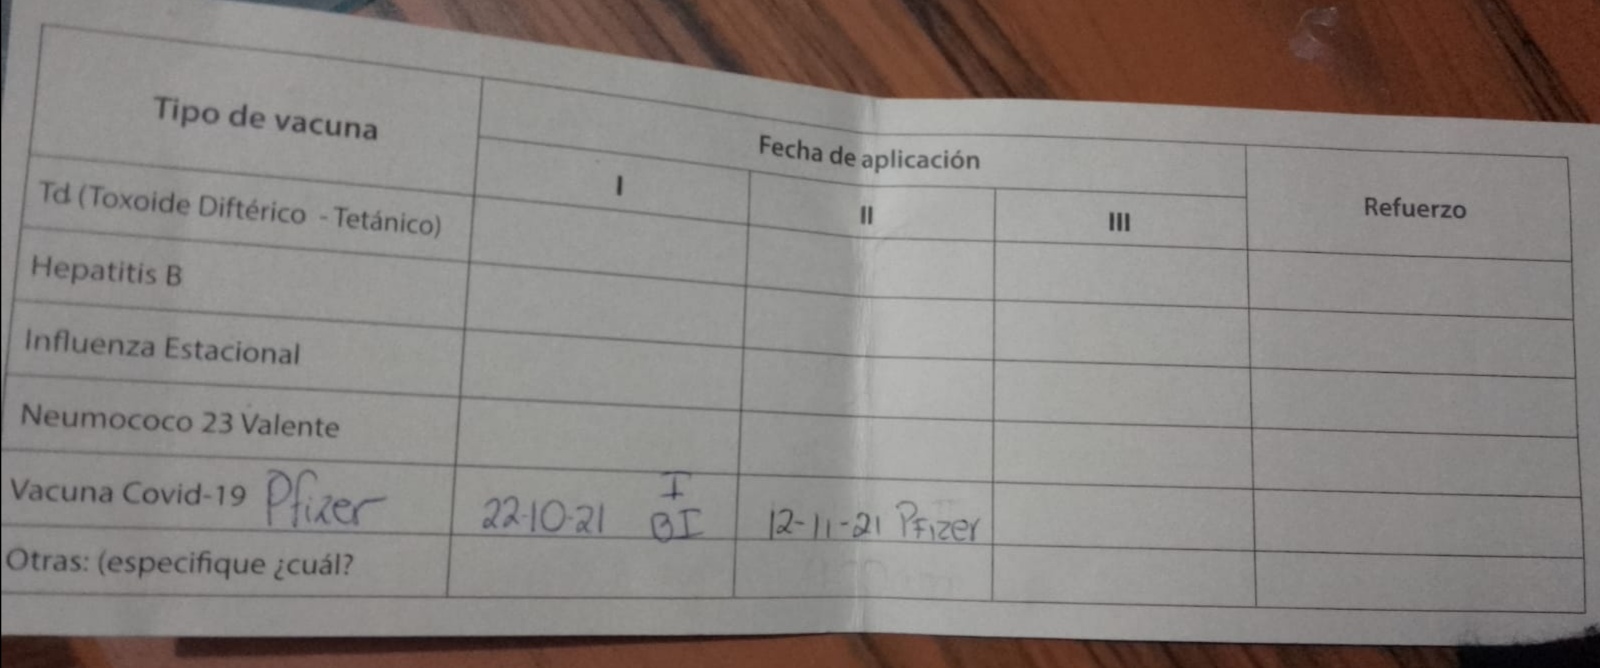 Tipo de vacuna
Fecha de aplicación
I
II
III
Refuerzo
Td (Toxoide Diftérico - Tetánico)
Hepatitis B
Influenza Estacional
Neumococo 23 Valente
Vacuna Covid-19 Pfizer
22-10-21
I
BI
12-11-21 Pfizer
Otras: (especifique ¿cuál?